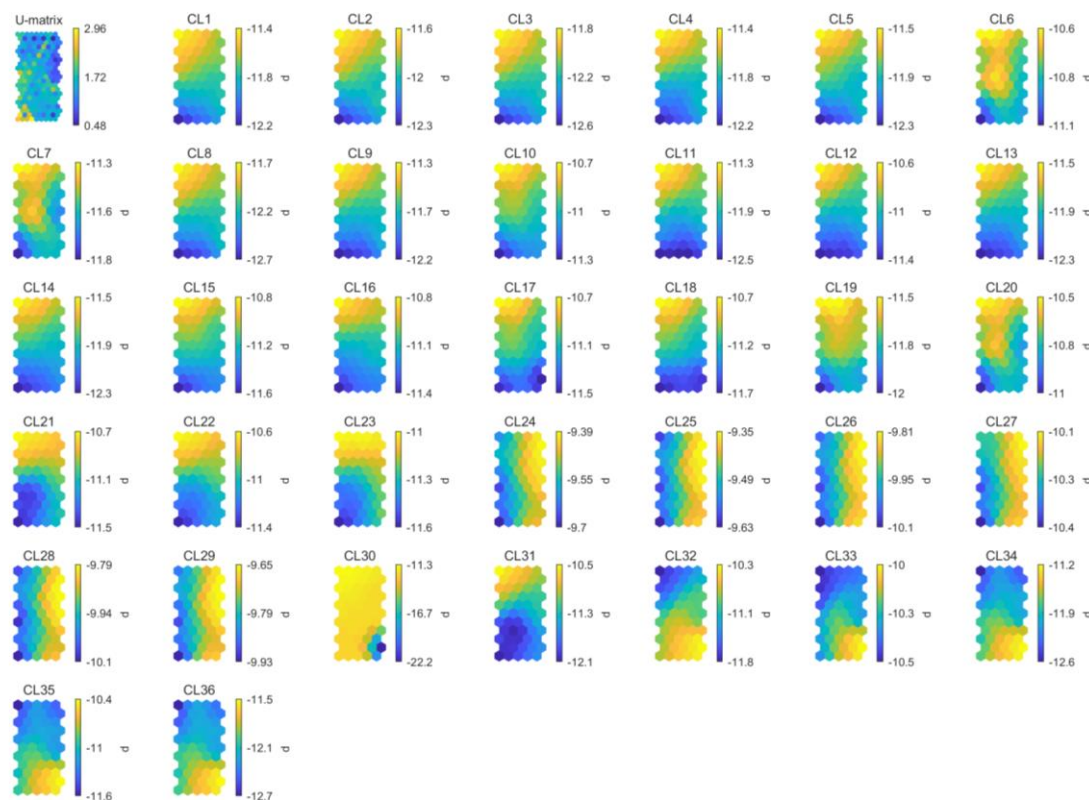 U-matrix CL1 CL2 CL3 CL4 CL5 CL6
2.96 -11.4 -11.6 -11.8 -11.4 -11.5 -10.6
1.72 -11.8 d -12 d -12.2 d -11.8 d -11.9 d -10.8 d
0.48 -12.2 -12.3 -12.6 -12.2 -12.3 -11.1
CL7 CL8 CL9 CL10 CL11 CL12 CL13
-11.3 -11.7 -11.3 -10.7 -11.3 -10.6 -11.5
-11.6 d -12.2 d -11.7 d -11 d -11.9 d -11 d -11.9 d
-11.8 -12.7 -12.2 -11.3 -12.5 -11.4 -12.3
CL14 CL15 CL16 CL17 CL18 CL19 CL20
-11.5 -10.8 -10.8 -10.7 -10.7 -11.5 -10.5
-11.9 d -11.2 d -11.1 d -11.1 d -11.2 d -11.8 d -10.8 d
-12.3 -11.6 -11.4 -11.5 -11.7 -12 -11
CL21 CL22 CL23 CL24 CL25 CL26 CL27
-10.7 -10.6 -11 -9.39 -9.35 -9.81 -10.1
-11.1 d -11 d -11.3 d -9.55 d -9.49 d -9.95 d -10.3 d
-11.5 -11.4 -11.6 -9.7 -9.63 -10.1 -10.4
CL28 CL29 CL30 CL31 CL32 CL33 CL34
-9.79 -9.65 -11.3 -10.5 -10.3 -10 -11.2
-9.94 d -9.79 d -16.7 d -11.3 d -11.1 d -10.3 d -11.9 d
-10.1 -9.93 -22.2 -12.1 -11.8 -10.5 -12.6
CL35 CL36
-10.4 -11.5
-11 d -12.1 d
-11.6 -12.7